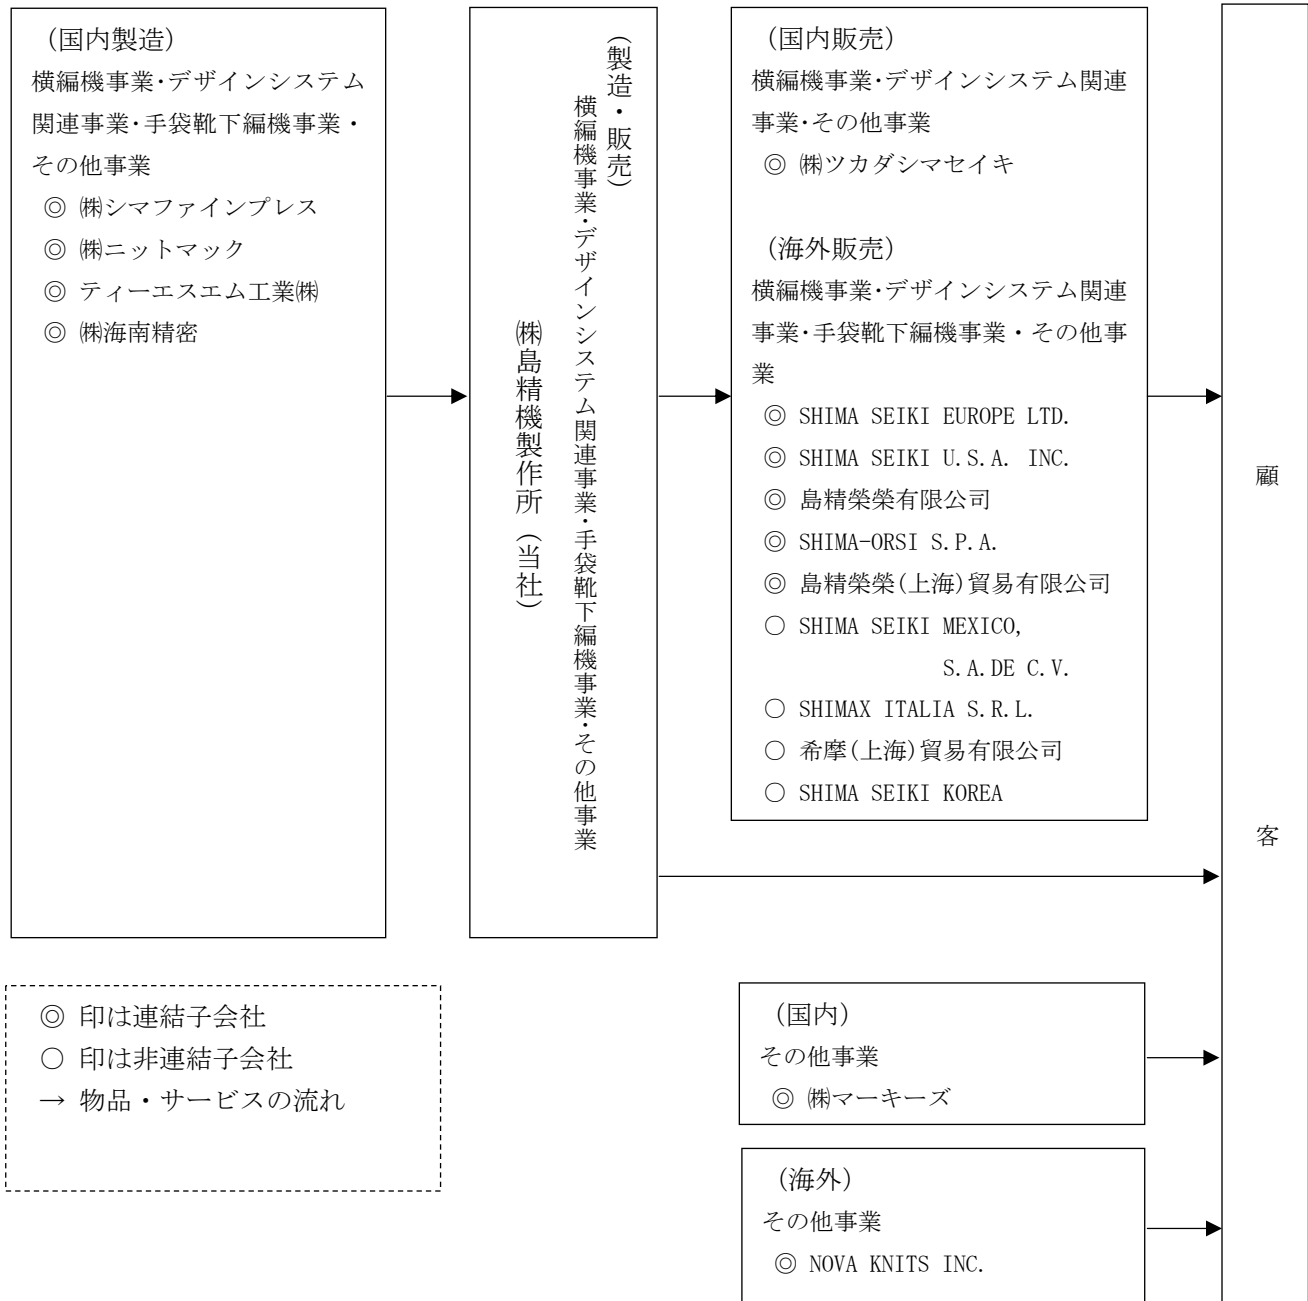 （国内製造）
横編機事業･デザインシステム
関連事業･手袋靴下編機事業・
その他事業
◎ ㈱シマファインプレス
◎ ㈱ニットマック
◎ ティーエスエム工業㈱
◎ ㈱海南精密
（製造・販売）
横編機事業･デザインシステム関連事業･手袋靴下編機事業･その他事業
㈱島精機製作所（当社）
（国内販売）
横編機事業･デザインシステム関連
事業･その他事業
◎ ㈱ツカダシマセイキ
（海外販売）
横編機事業･デザインシステム関連
事業･手袋靴下編機事業・その他事
業
◎ SHIMA SEIKI EUROPE LTD.
◎ SHIMA SEIKI U.S.A. INC.
◎ 島精榮榮有限公司
◎ SHIMA-ORSI S.P.A.
◎ 島精榮榮(上海)貿易有限公司
○ SHIMA SEIKI MEXICO,
S.A.DE C.V.
○ SHIMAX ITALIA S.R.L.
○ 希摩(上海)貿易有限公司
○ SHIMA SEIKI KOREA
顧客
◎ 印は連結子会社
○ 印は非連結子会社
→ 物品・サービスの流れ
（国内）
その他事業
◎ ㈱マーキーズ
（海外）
その他事業
◎ NOVA KNITS INC.